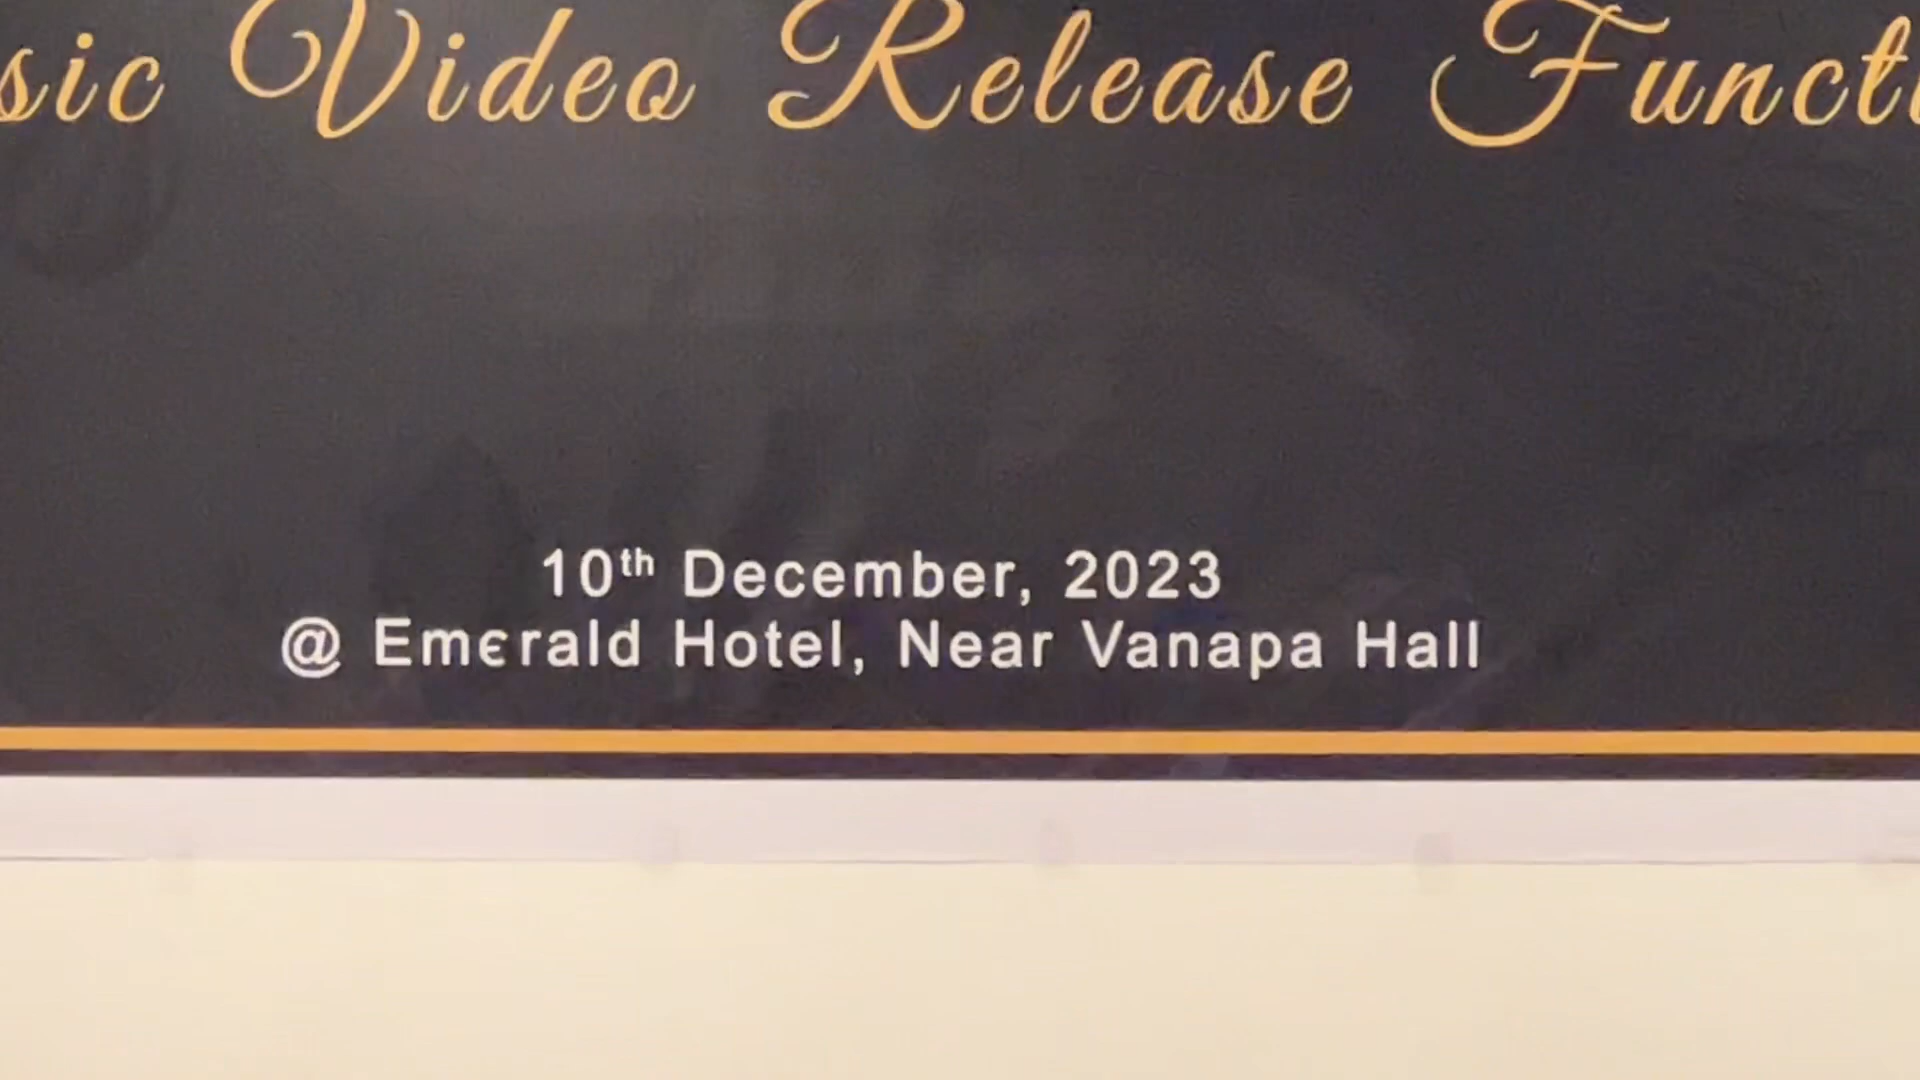 sic Video Release Functi
10th December, 2023
@ Emerald Hotel, Near Vanapa Hall